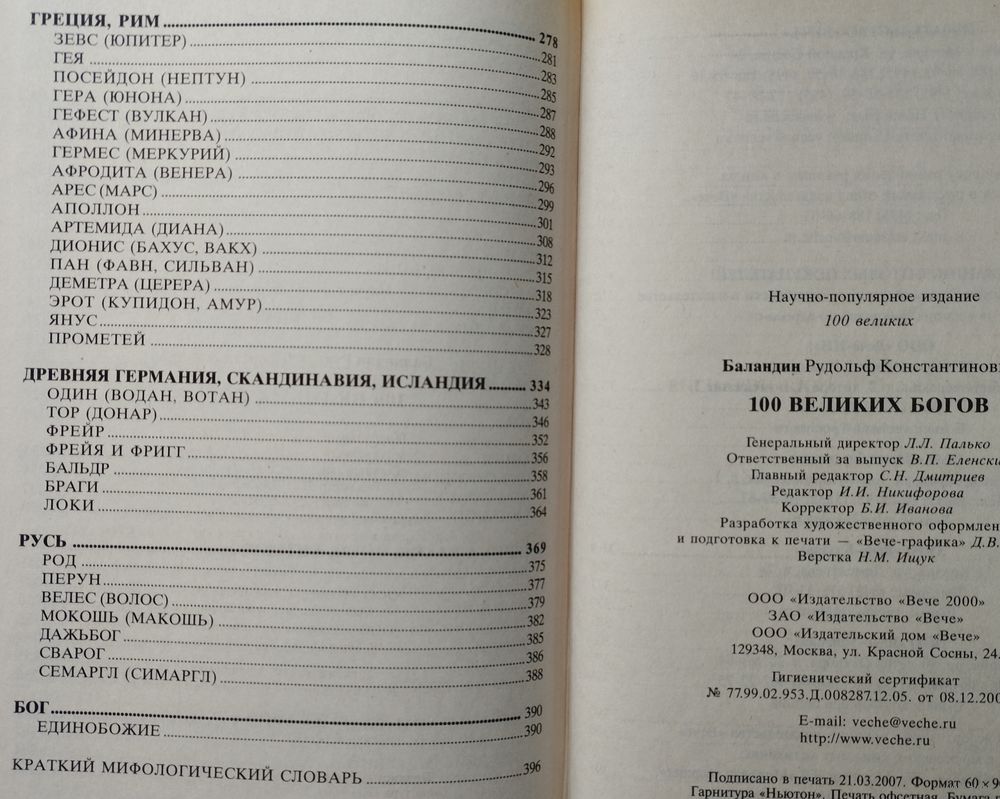 ГРЕЦИЯ, РИМ 278
ЗЕВС (ЮПИТЕР) 281
ГЕЯ 283
ПОСЕЙДОН (НЕПТУН) 285
ГЕРА (ЮНОНА) 287
ГЕФЕСТ (ВУЛКАН) 288
АФИНА (МИНЕРВА) 292
ГЕРМЕС (МЕРКУРИЙ) 293
АФРОДИТА (ВЕНЕРА) 296
АРЕС (МАРС) 299
АПОЛЛОН 301
АРТЕМИДА (ДИАНА) 308
ДИОНИС (БАХУС, ВАКХ) 312
ПАН (ФАВН, СИЛЬВАН) 315
ДЕМЕТРА (ЦЕРЕРА) 318
ЭРОТ (КУПИДОН, АМУР) 323
ЯНУС 327
ПРОМЕТЕЙ 328
ДРЕВНЯЯ ГЕРМАНИЯ, СКАНДИНАВИЯ, ИСЛАНДИЯ 334
ОДИН (ВОДАН, ВОТАН) 343
ТОР (ДОНАР) 346
ФРЕЙР 352
ФРЕЙЯ И ФРИГГ 356
БАЛЬДР 358
БРАГИ 361
ЛОКИ 364
РУСЬ 369
РОД 375
ПЕРУН 377
ВЕЛЕС (ВОЛОС) 379
МОКОШЬ (МАКОШЬ) 382
ДАЖЬБОГ 385
СВАРОГ 386
СЕМАРГЛ (СИМАРГЛ) 388
БОГ 390
ЕДИНОБОЖИЕ 390
КРАТКИЙ МИФОЛОГИЧЕСКИЙ СЛОВАРЬ 396
Научно-популярное издание
100 великих
Баландин Рудольф Константинов
100 ВЕЛИКИХ БОГОВ
Генеральный директор Л.Л. Палько
Ответственный за выпуск В.П. Еленски
Главный редактор С.Н. Дмитриев
Редактор И.И. Никифорова
Корректор Б.И. Иванова
Разработка художественного оформлен
и подготовка к печати — «Вече-графика» Д.В.
Верстка Н.М. Ищук
ООО «Издательство «Вече 2000»
ЗАО «Издательство «Вече»
ООО «Издательский дом «Вече»
129348, Москва, ул. Красной Сосны, 24.
Гигиенический сертификат
№ 77.99.02.953.Д.008287.12.05. от 08.12.200
E-mail: veche@veche.ru
http://www.veche.ru
Подписано в печать 21.03.2007. Формат 60×9
Гарнитура «Ньютон». Печать офсетная. Бумага